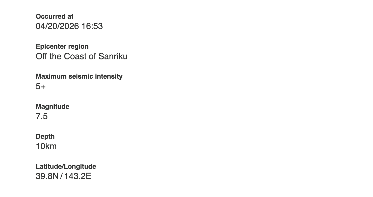 Occurred at
04/20/2026 16:53
Epicenter region
Off the Coast of Sanriku
Maximum seismic intensity
5+
Magnitude
7.5
Depth
10km
Latitude/Longitude
39.8N / 143.2E